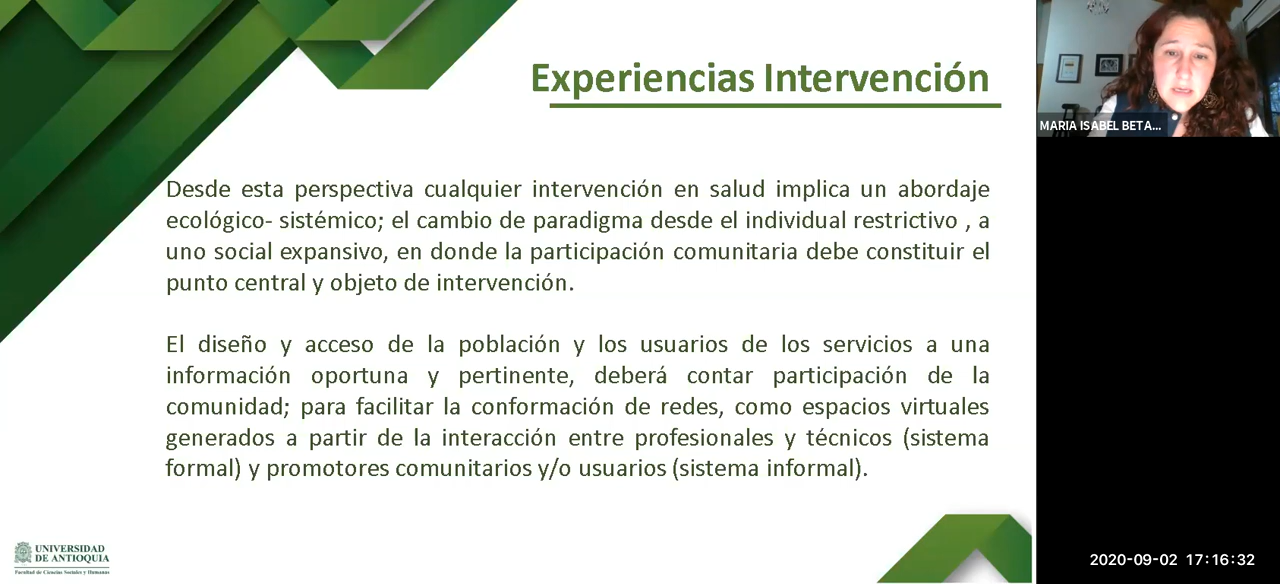 Experiencias Intervención
MARIA ISABEL BETA...
Desde esta perspectiva cualquier intervención en salud implica un abordaje
ecológico- sistémico; el cambio de paradigma desde el individual restrictivo , a
uno social expansivo, en donde la participación comunitaria debe constituir el
punto central y objeto de intervención.
El diseño y acceso de la población y los usuarios de los servicios a una
información oportuna y pertinente, deberá contar participación de la
comunidad; para facilitar la conformación de redes, como espacios virtuales
generados a partir de la interacción entre profesionales y técnicos (sistema
formal) y promotores comunitarios y/o usuarios (sistema informal).
UNIVERSIDAD
DE ANTIOQUIA
Facultad de Ciencias Sociales y Humanas
2020-09-02 17:16:32